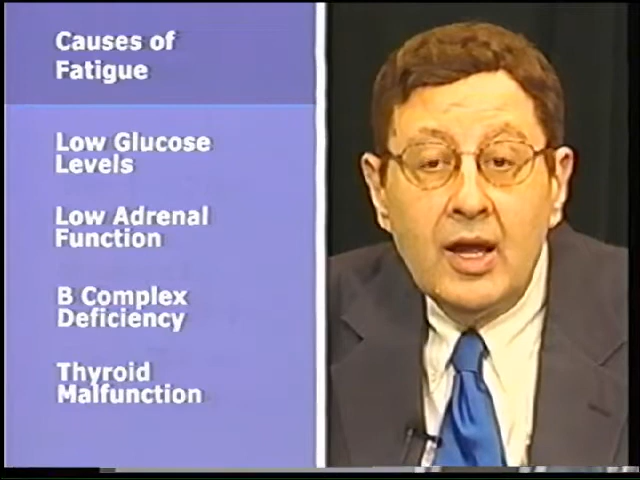 Causes of
Fatigue
Low Glucose
Levels
Low Adrenal
Function
B Complex
Deficiency
Thyroid
Malfunction